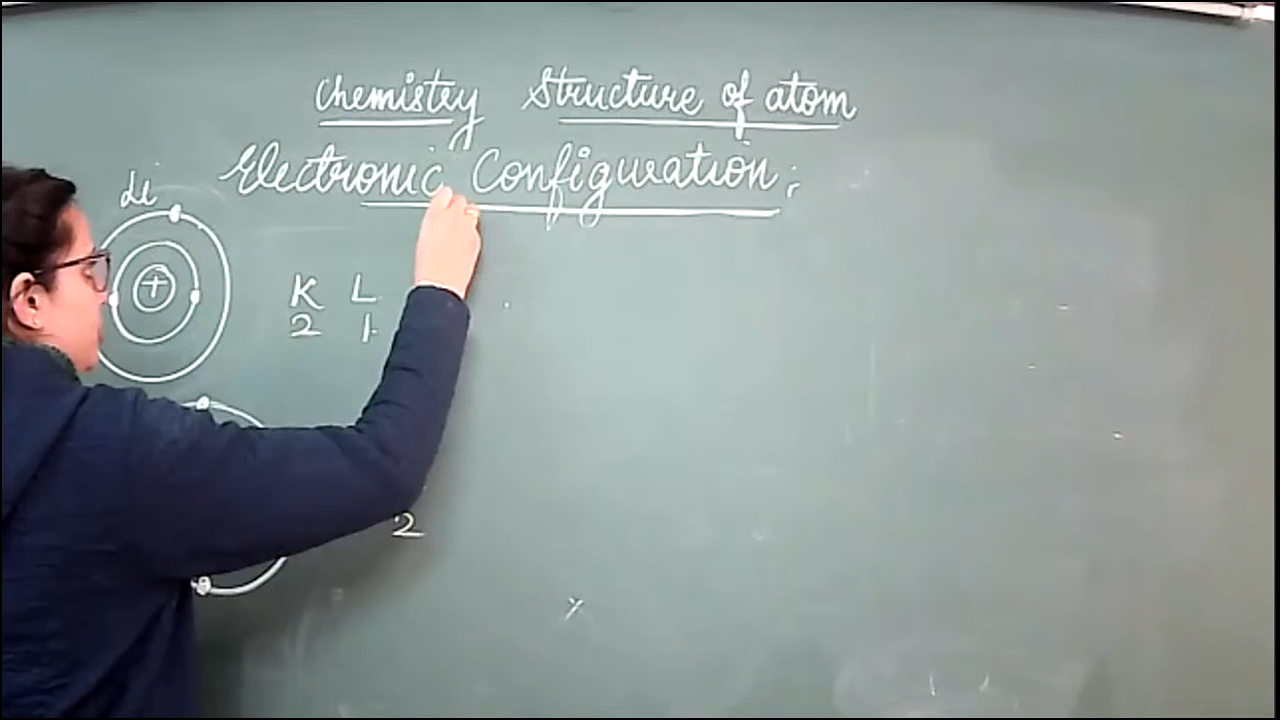 Chemistry Structure of atom
Electronic Configuration;
Li
+
K L
2 1
2